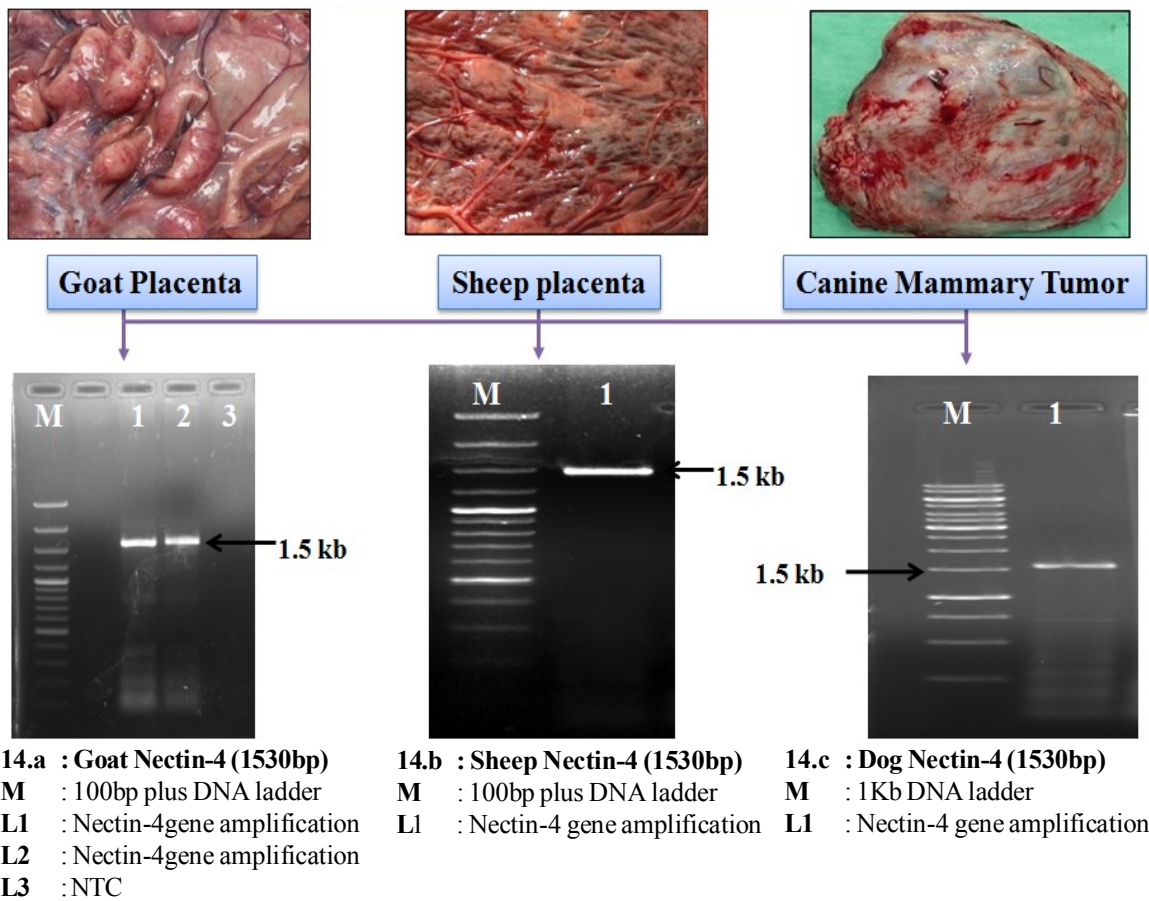 Goat Placenta
Sheep placenta
Canine Mammary Tumor
M 1 2 3
1.5 kb
M 1
1.5 kb
M 1
1.5 kb
14.a : Goat Nectin-4 (1530bp)
M : 100bp plus DNA ladder
L1 : Nectin-4gene amplification
L2 : Nectin-4gene amplification
L3 : NTC
14.b : Sheep Nectin-4 (1530bp)
M : 100bp plus DNA ladder
L1 : Nectin-4 gene amplification
14.c : Dog Nectin-4 (1530bp)
M : 1Kb DNA ladder
L1 : Nectin-4 gene amplification